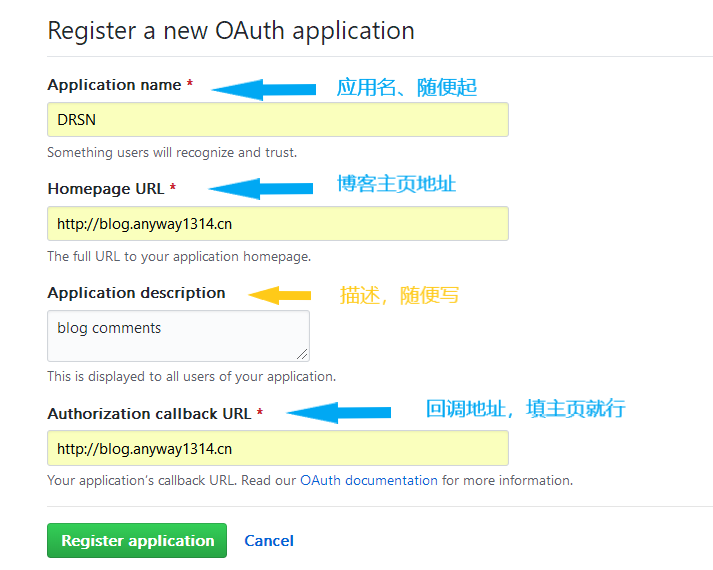 Register a new OAuth application
Application name * 应用名、随便起
DRSN
Something users will recognize and trust.
Homepage URL * 博客主页地址
http://blog.anyway1314.cn
The full URL to your application homepage.
Application description 描述，随便写
blog comments
This is displayed to all users of your application.
Authorization callback URL * 回调地址，填主页就行
http://blog.anyway1314.cn
Your application's callback URL. Read our OAuth documentation for more information.
Register application Cancel